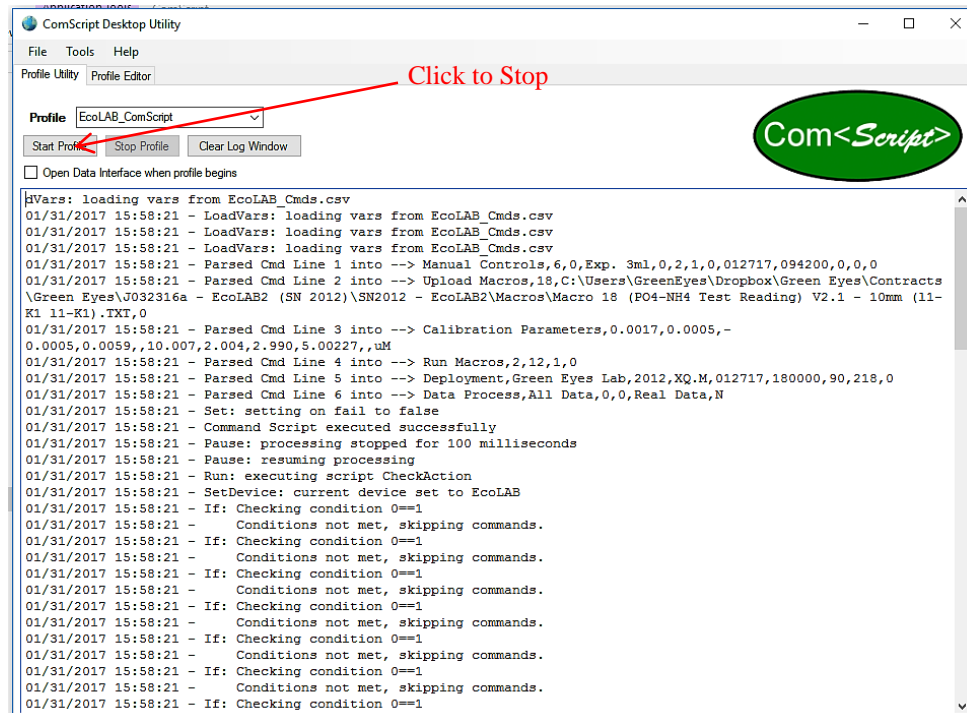 ComScript Desktop Utility
File Tools Help
Profile Utility Profile Editor
Click to Stop
Profile EcoLAB_ComScript
Com<Script>
Start Profile Stop Profile Clear Log Window
Open Data Interface when profile begins
dVars: loading vars from EcoLAB_Cmds.csv
01/31/2017 15:58:21 - LoadVars: loading vars from EcoLAB_Cmds.csv
01/31/2017 15:58:21 - LoadVars: loading vars from EcoLAB_Cmds.csv
01/31/2017 15:58:21 - LoadVars: loading vars from EcoLAB_Cmds.csv
01/31/2017 15:58:21 - Parsed Cmd Line 1 into --> Manual Controls,6,0,Exp. 3ml,0,2,1,0,012717,094200,0,0,0
01/31/2017 15:58:21 - Parsed Cmd Line 2 into --> Upload Macros,18,C:\Users\GreenEyes\Dropbox\Green Eyes\Contracts
\Green Eyes\J032316a - EcoLAB2 (SN 2012)\SN2012 - EcoLAB2\Macros\Macro 18 (PO4-NH4 Test Reading) V2.1 - 10mm (l1-
K1 l1-K1).TXT,0
01/31/2017 15:58:21 - Parsed Cmd Line 3 into --> Calibration Parameters,0.0017,0.0005,-
0.0005,0.0059,,10.007,2.004,2.990,5.00227,,uM
01/31/2017 15:58:21 - Parsed Cmd Line 4 into --> Run Macros,2,12,1,0
01/31/2017 15:58:21 - Parsed Cmd Line 5 into --> Deployment,Green Eyes Lab,2012,XQ.M,012717,180000,90,218,0
01/31/2017 15:58:21 - Parsed Cmd Line 6 into --> Data Process,All Data,0,0,Real Data,N
01/31/2017 15:58:21 - Set: setting on fail to false
01/31/2017 15:58:21 - Command Script executed successfully
01/31/2017 15:58:21 - Pause: processing stopped for 100 milliseconds
01/31/2017 15:58:21 - Pause: resuming processing
01/31/2017 15:58:21 - Run: executing script CheckAction
01/31/2017 15:58:21 - SetDevice: current device set to EcoLAB
01/31/2017 15:58:21 - If: Checking condition 0==1
01/31/2017 15:58:21 - Conditions not met, skipping commands.
01/31/2017 15:58:21 - If: Checking condition 0==1
01/31/2017 15:58:21 - Conditions not met, skipping commands.
01/31/2017 15:58:21 - If: Checking condition 0==1
01/31/2017 15:58:21 - Conditions not met, skipping commands.
01/31/2017 15:58:21 - If: Checking condition 0==1
01/31/2017 15:58:21 - Conditions not met, skipping commands.
01/31/2017 15:58:21 - If: Checking condition 0==1
01/31/2017 15:58:21 - Conditions not met, skipping commands.
01/31/2017 15:58:21 - If: Checking condition 0==1
01/31/2017 15:58:21 - Conditions not met, skipping commands.
01/31/2017 15:58:21 - If: Checking condition 0==1